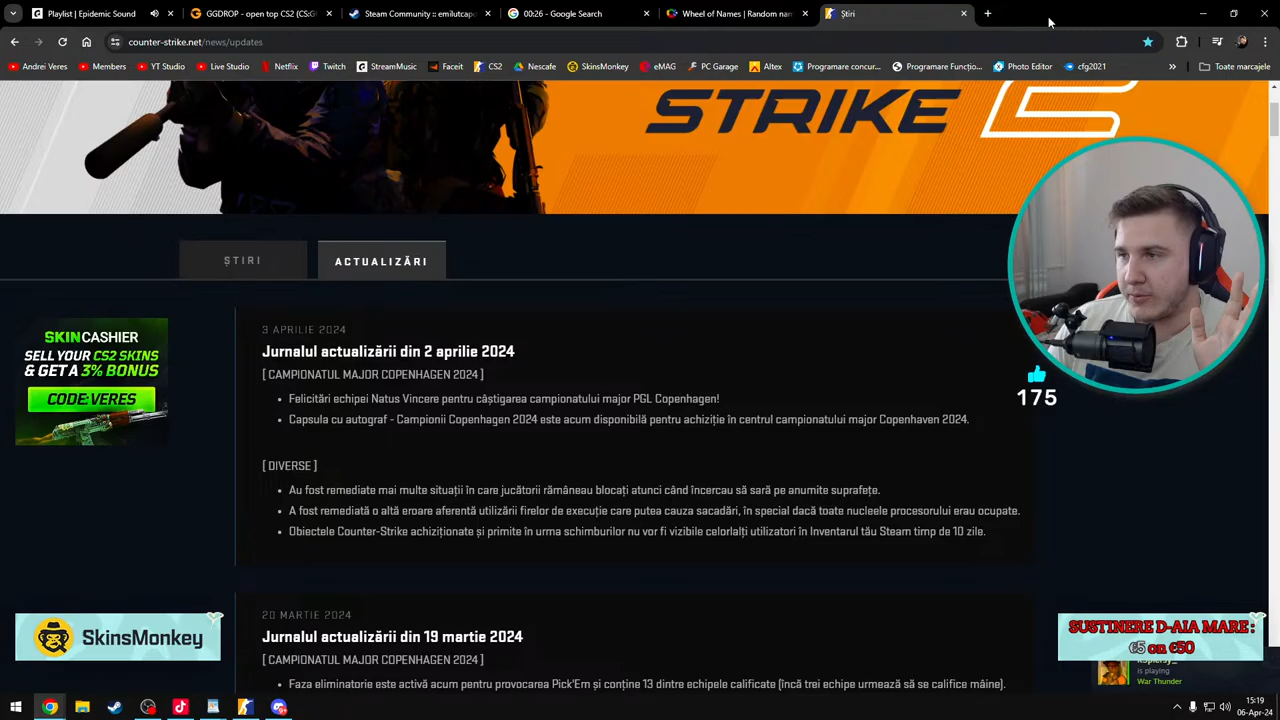 Playlist | Epidemic Sound
GGDROP - open top CS2 (CS:G
Steam Community :: emilutcapo
00:26 - Google Search
Wheel of Names | Random nam
Știri
counter-strike.net/news/updates
Andrei Veres
Members
YT Studio
Live Studio
Netflix
Twitch
StreamMusic
Faceit
CS2
Nescafe
SkinsMonkey
eMAG
PC Garage
Altex
Programare concur...
Programare Funcțio...
Photo Editor
cfg2021
»
Toate marcajele
STRIKE 2
ȘTIRI
ACTUALIZĂRI
SKINCASHIER
SELL YOUR CS2 SKINS
& GET A 3% BONUS
CODE: VERES
3 APRILIE 2024
Jurnalul actualizării din 2 aprilie 2024
[ CAMPIONATUL MAJOR COPENHAGEN 2024 ]
Felicitări echipei Natus Vincere pentru câștigarea campionatului major PGL Copenhagen!
Capsula cu autograf - Campionii Copenhagen 2024 este acum disponibilă pentru achiziție în centrul campionatului major Copenhaven 2024.
[ DIVERSE ]
Au fost remediate mai multe situații în care jucătorii rămâneau blocați atunci când încercau să sară pe anumite suprafețe.
A fost remediată o altă eroare aferentă utilizării firelor de execuție care putea cauza sacadări, în special dacă toate nucleele procesorului erau ocupate.
Obiectele Counter-Strike achiziționate și primite în urma schimburilor nu vor fi vizibile celorlalți utilizatori în Inventarul tău Steam timp de 10 zile.
175
20 MARTIE 2024
Jurnalul actualizării din 19 martie 2024
[ CAMPIONATUL MAJOR COPENHAGEN 2024 ]
Faza eliminatorie este activă acum pentru provocarea Pick'Em și conține 13 dintre echipele calificate (încă trei echipe urmează să se califice mâine).
SkinsMonkey
SUSTINERE D-AIA MARE :
€5 on €50
is playing
War Thunder
15:19
06-Apr-24